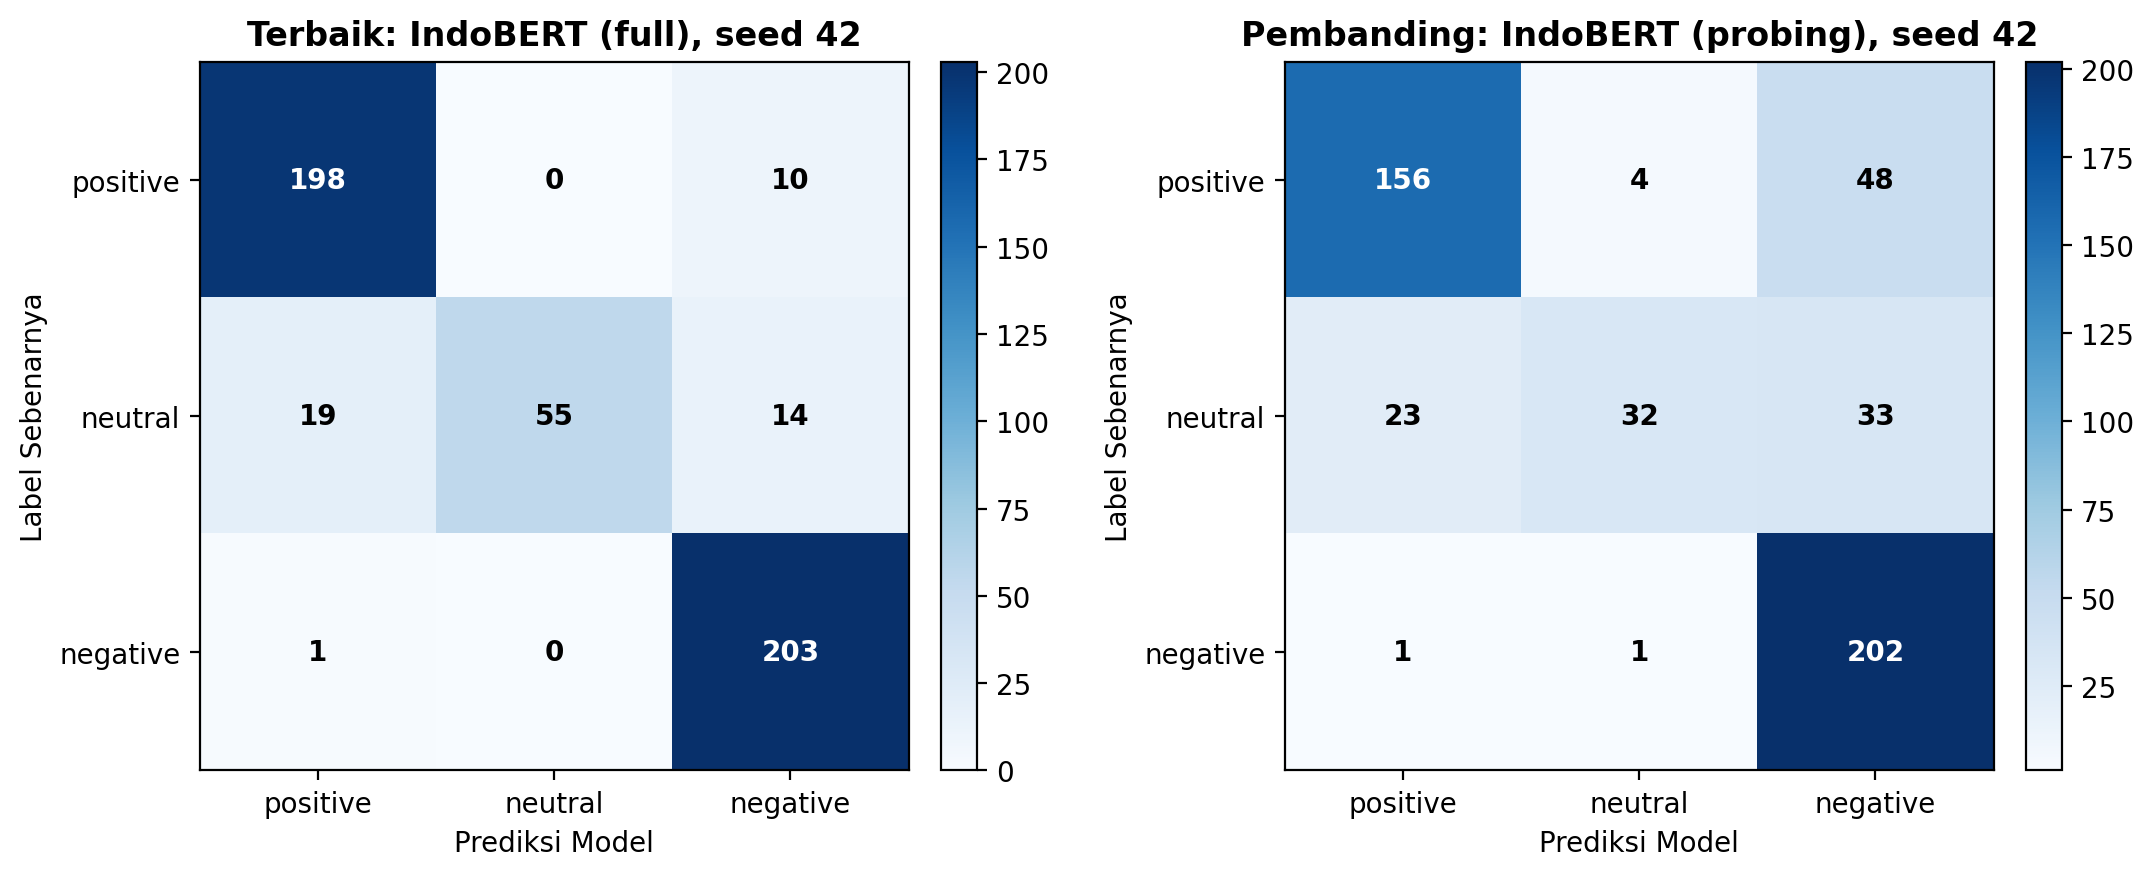 Terbaik: IndoBERT (full), seed 42
Label Sebenarnya
positive
neutral
negative
198 0 10
19 55 14
1 0 203
positive neutral negative
Prediksi Model
200
175
150
125
100
75
50
25
0
Pembanding: IndoBERT (probing), seed 42
Label Sebenarnya
positive
neutral
negative
156 4 48
23 32 33
1 1 202
positive neutral negative
Prediksi Model
200
175
150
125
100
75
50
25